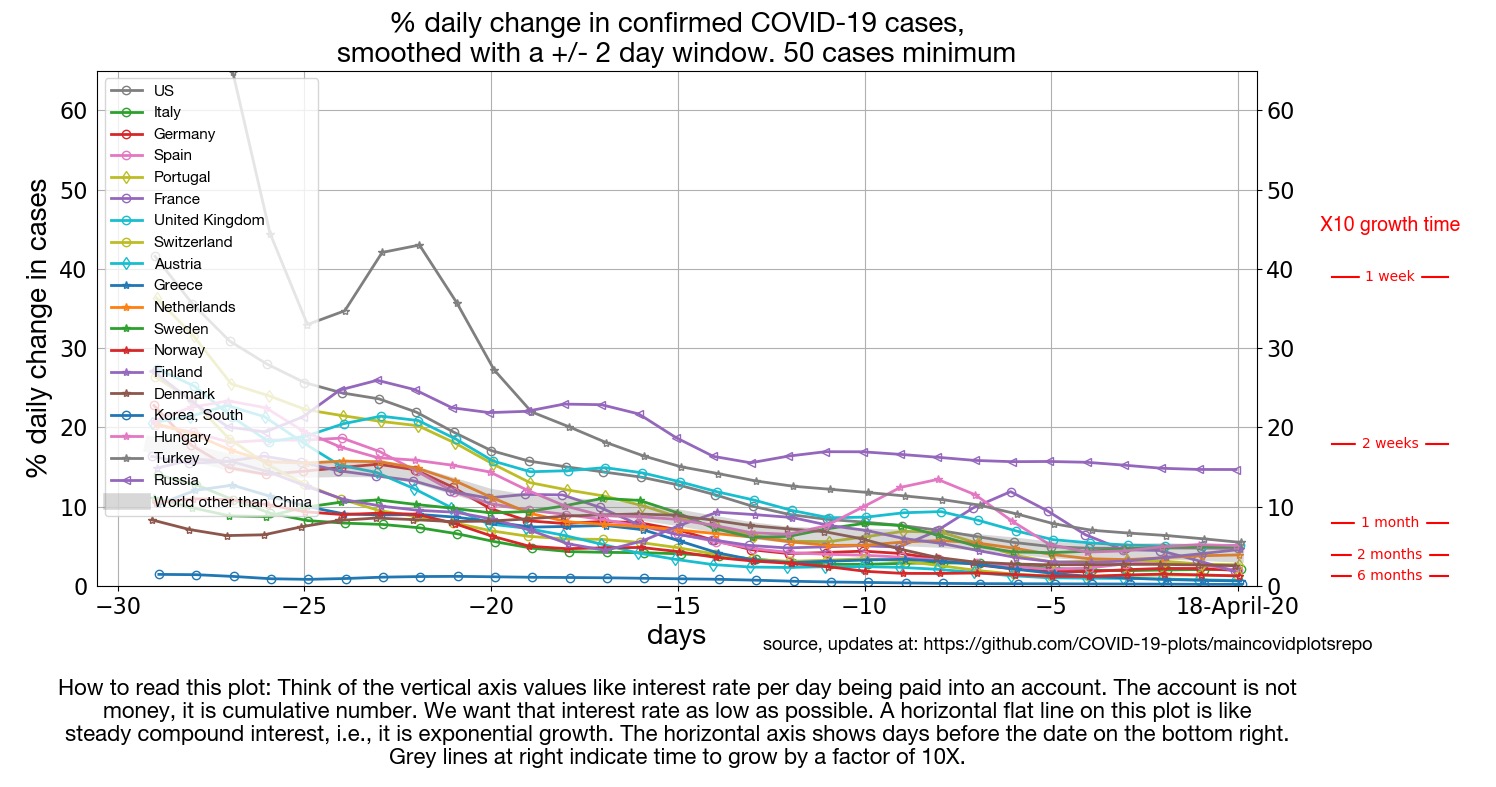 % daily change in confirmed COVID-19 cases,
smoothed with a +/- 2 day window. 50 cases minimum
% daily change in cases
60
50
40
30
20
10
0
US
Italy
Germany
Spain
Portugal
France
United Kingdom
Switzerland
Austria
Greece
Netherlands
Sweden
Norway
Finland
Denmark
Korea, South
Hungary
Turkey
Russia
World other than China
60
50
40
30
20
10
0
X10 growth time
1 week
2 weeks
1 month
2 months
6 months
−30 −25 −20 −15 −10 −5 18-April-20
days
source, updates at: https://github.com/COVID-19-plots/maincovidplotsrepo
How to read this plot: Think of the vertical axis values like interest rate per day being paid into an account. The account is not
money, it is cumulative number. We want that interest rate as low as possible. A horizontal flat line on this plot is like
steady compound interest, i.e., it is exponential growth. The horizontal axis shows days before the date on the bottom right.
Grey lines at right indicate time to grow by a factor of 10X.